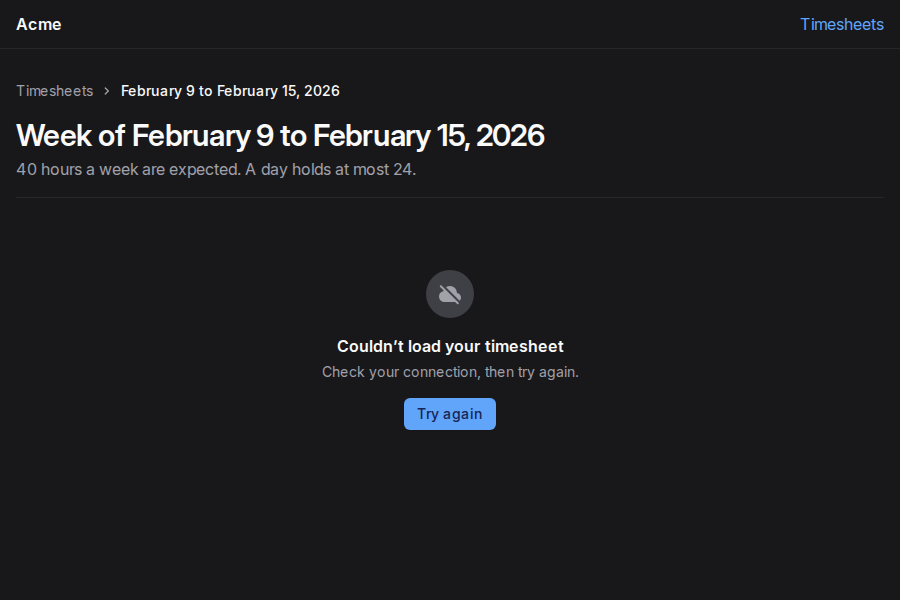 Acme
Timesheets
Timesheets > February 9 to February 15, 2026
Week of February 9 to February 15, 2026
40 hours a week are expected. A day holds at most 24.
Couldn’t load your timesheet
Check your connection, then try again.
Try again